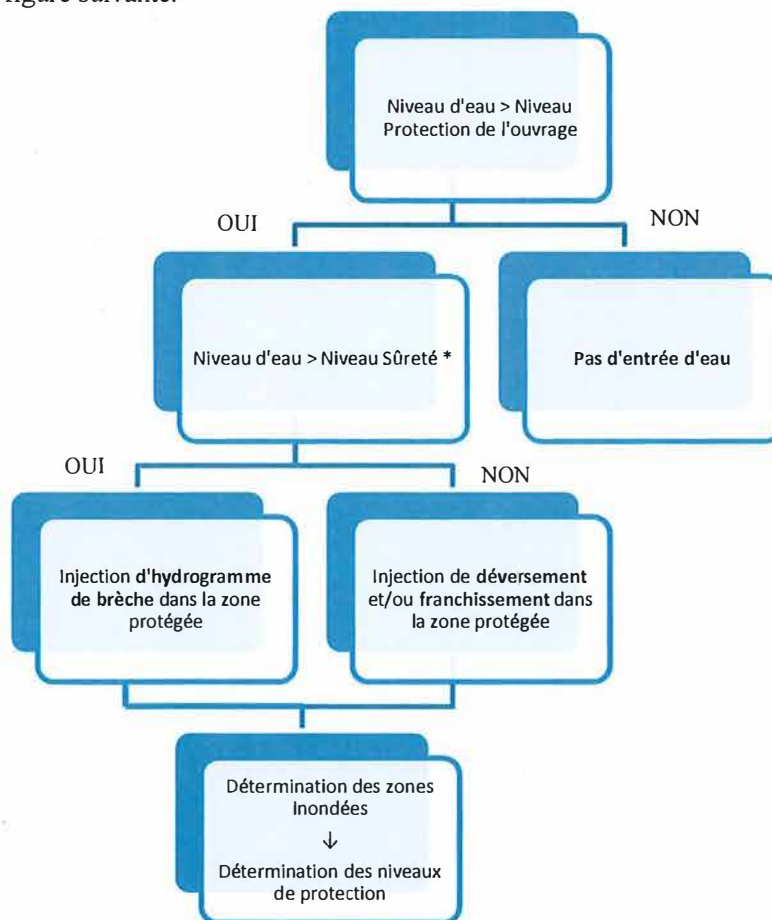 figure suivante.
Niveau d'eau > Niveau
Protection de l'ouvrage
OUI
NON
Niveau d'eau > Niveau Sûreté *
Pas d'entrée d'eau
OUI
NON
Injection d'hydrogramme
de brèche dans la zone
protégée
Injection de déversement
et/ou franchissement dans
la zone protégée
Détermination des zones
Inondées
↓
Détermination des niveaux
de protection